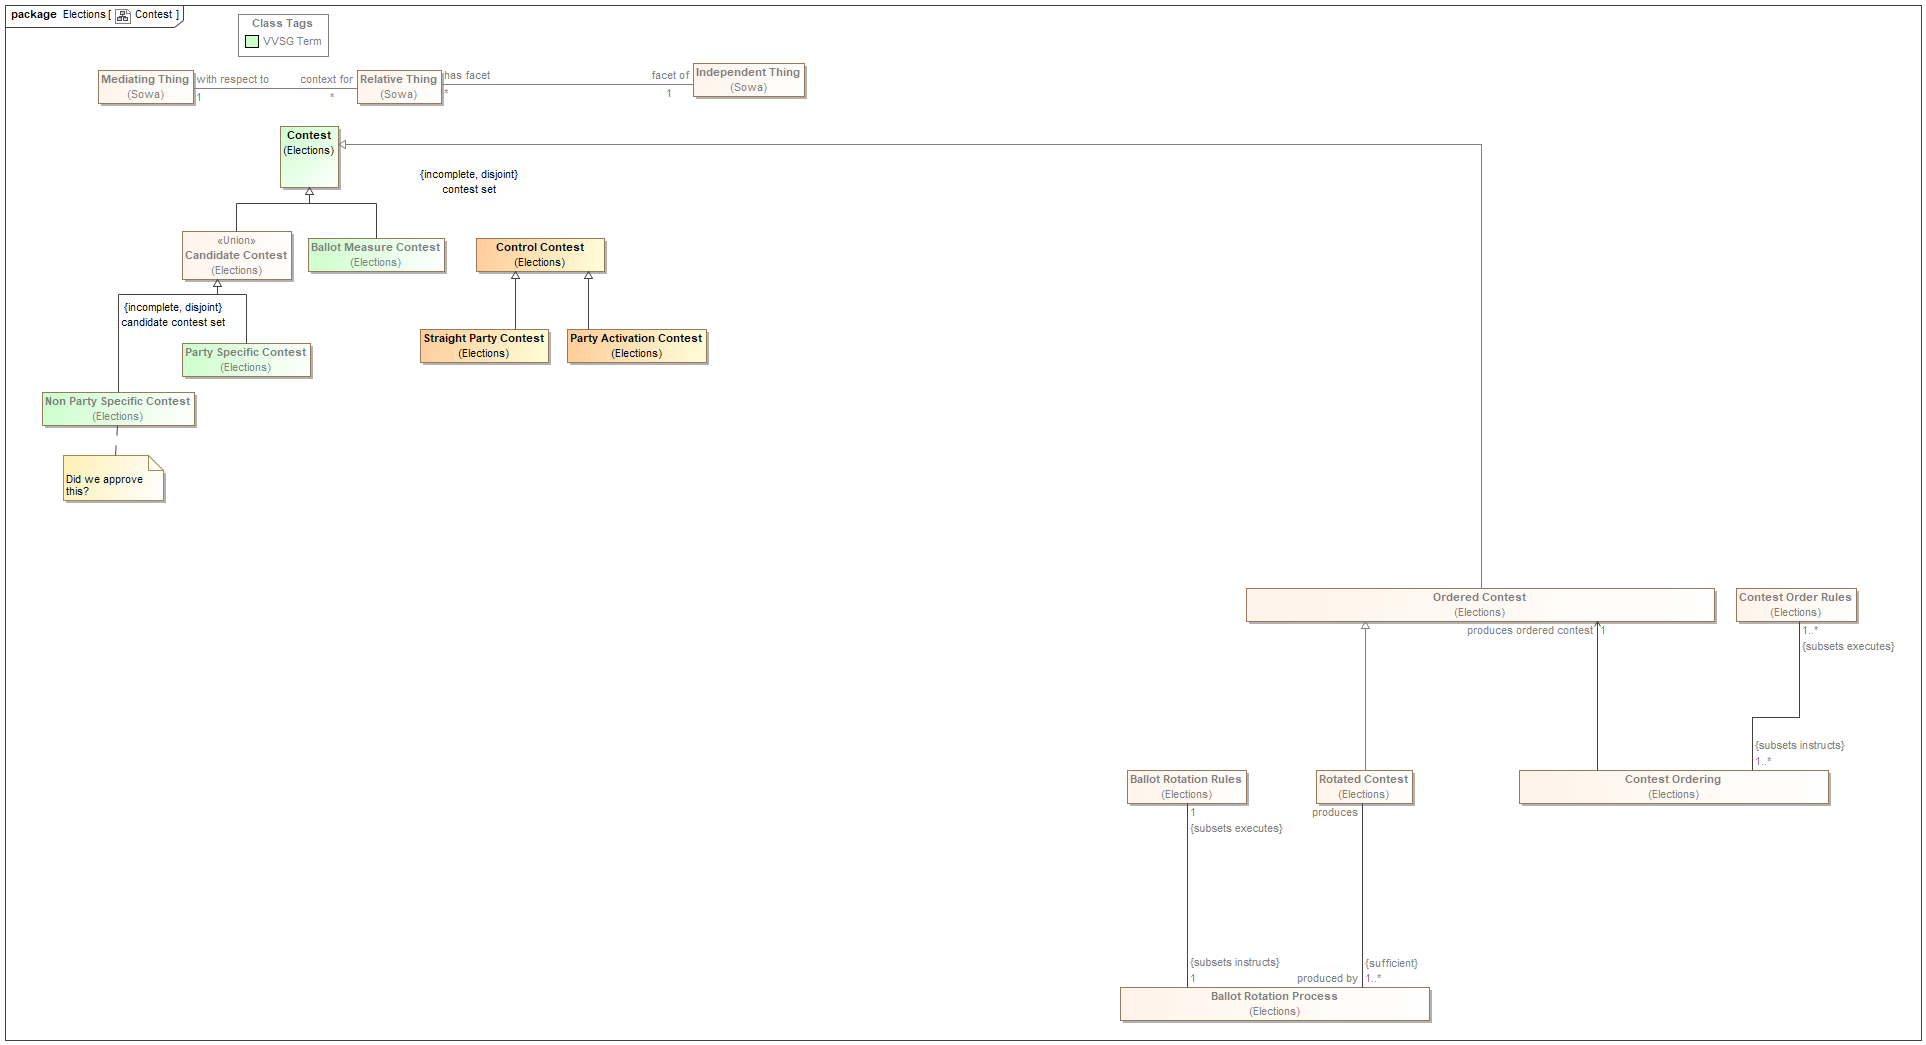 package Elections [ Contest ]
Class Tags
VVSG Term
Mediating Thing
(Sowa)
with respect to
1
context for
*
Relative Thing
(Sowa)
has facet
*
facet of
1
Independent Thing
(Sowa)
Contest
(Elections)
{incomplete, disjoint}
contest set
«Union»
Candidate Contest
(Elections)
Ballot Measure Contest
(Elections)
Control Contest
(Elections)
{incomplete, disjoint}
candidate contest set
Straight Party Contest
(Elections)
Party Activation Contest
(Elections)
Party Specific Contest
(Elections)
Non Party Specific Contest
(Elections)
Did we approve
this?
Ordered Contest
(Elections)
Contest Order Rules
(Elections)
produces ordered contest
1
1..*
{subsets executes}
{subsets instructs}
1..*
Ballot Rotation Rules
(Elections)
Rotated Contest
(Elections)
Contest Ordering
(Elections)
1
{subsets executes}
produces
{subsets instructs}
1
{sufficient}
produced by
1..*
Ballot Rotation Process
(Elections)